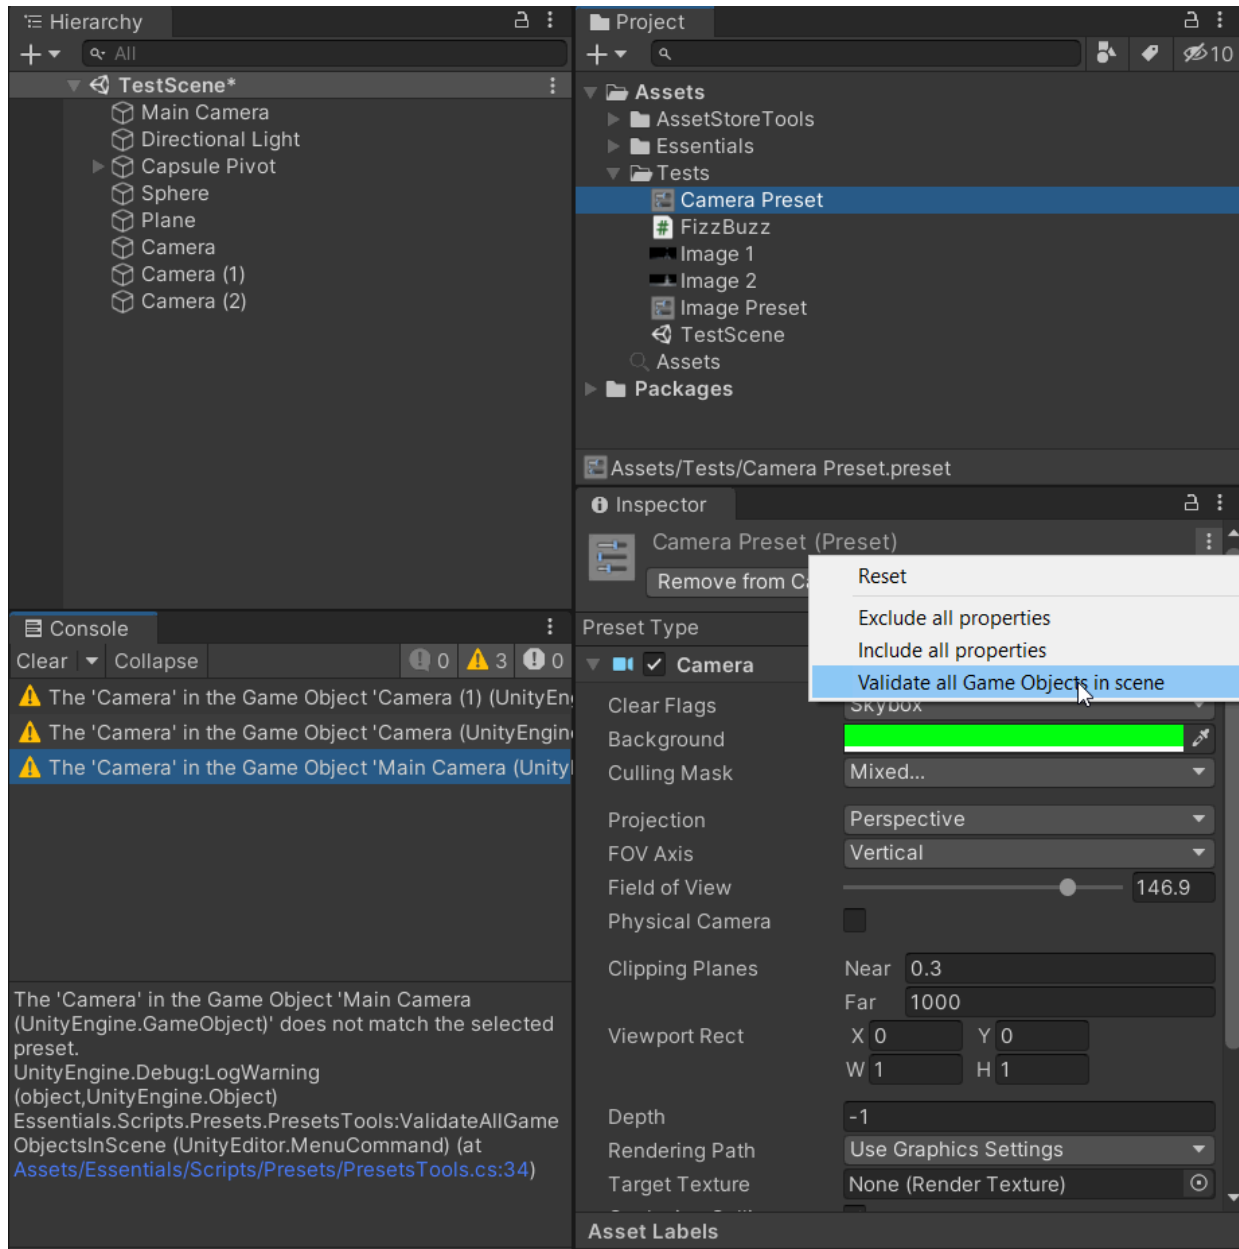 Hierarchy
All
TestScene*
Main Camera
Directional Light
Capsule Pivot
Sphere
Plane
Camera
Camera (1)
Camera (2)
Project
10
Assets
AssetStoreTools
Essentials
Tests
Camera Preset
FizzBuzz
Image 1
Image 2
Image Preset
TestScene
Assets
Packages
Assets/Tests/Camera Preset.preset
Console
Clear Collapse 0 3 0
The 'Camera' in the Game Object 'Camera (1) (UnityEn
The 'Camera' in the Game Object 'Camera (UnityEngin
The 'Camera' in the Game Object 'Main Camera (Unity
The 'Camera' in the Game Object 'Main Camera
(UnityEngine.GameObject)' does not match the selected
preset.
UnityEngine.Debug:LogWarning
(object,UnityEngine.Object)
Essentials.Scripts.Presets.PresetsTools:ValidateAllGame
ObjectsInScene (UnityEditor.MenuCommand) (at
Assets/Essentials/Scripts/Presets/PresetsTools.cs:34)
Inspector
Camera Preset (Preset)
Remove from Ca
Reset
Exclude all properties
Include all properties
Validate all Game Objects in scene
Preset Type
Camera
Clear Flags Skybox
Background
Culling Mask Mixed...
Projection Perspective
FOV Axis Vertical
Field of View 146.9
Physical Camera
Clipping Planes Near 0.3
Far 1000
Viewport Rect X 0 Y 0
W 1 H 1
Depth -1
Rendering Path Use Graphics Settings
Target Texture None (Render Texture)
Asset Labels